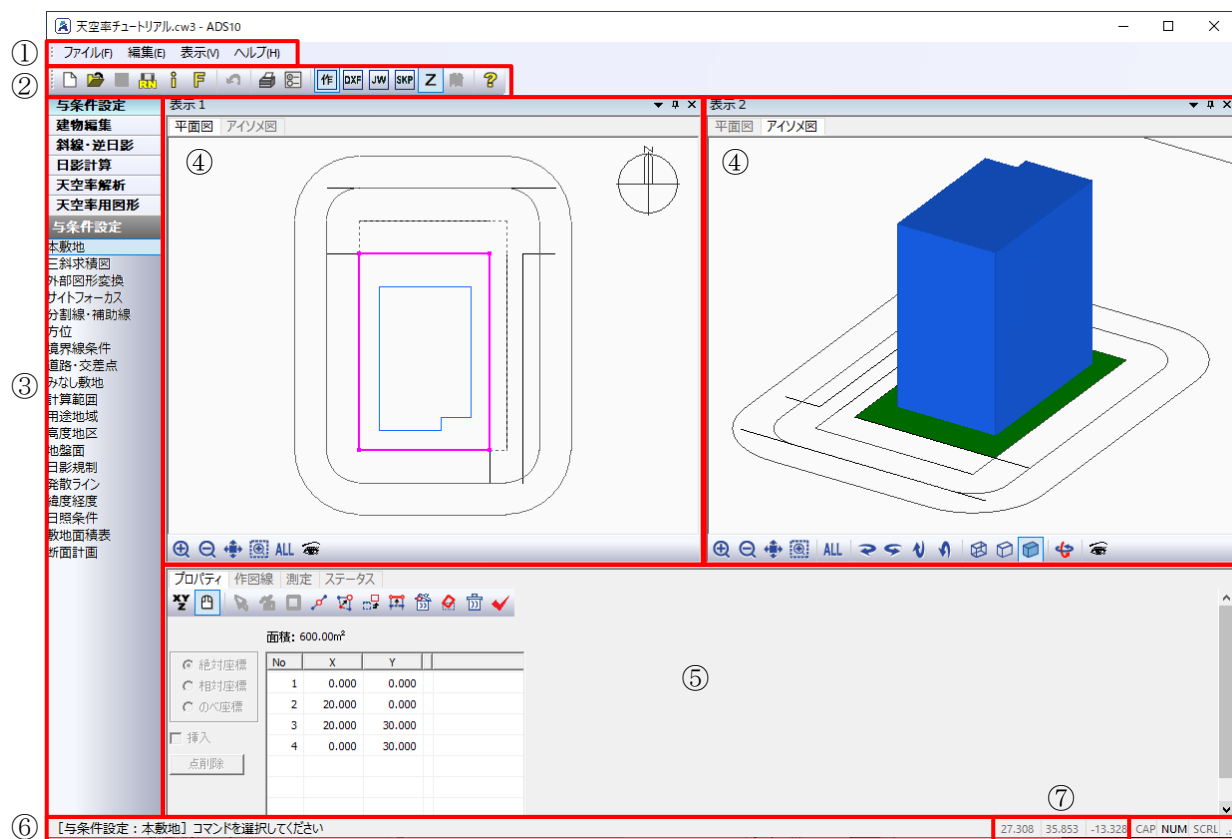 天空率チュートリアル.cw3 - ADS10
① ファイル(F) 編集(E) 表示(V) ヘルプ(H)
② RN i F 作 DXF JW SKP Z ?
与条件設定
建物編集
斜線・逆日影
日影計算
天空率解析
天空率用図形
与条件設定
本敷地
三斜求積図
外部図形変換
サイトフォーカス
分割線・補助線
方位
境界線条件
道路・交差点
みなし敷地
③ 計算範囲
用途地域
高度地区
地盤面
日影規制
発散ライン
緯度経度
日照条件
敷地面積表
断面計画
表示 1
平面図 アイソメ図
④
N
ALL
表示 2
平面図 アイソメ図
④
ALL
プロパティ 作図線 測定 ステータス
XYZ
面積: 600.00m²
絶対座標
相対座標
のべ座標
挿入
点削除
No X Y
1 0.000 0.000
2 20.000 0.000
3 20.000 30.000
4 0.000 30.000
⑤
⑦
⑥ [与条件設定:本敷地] コマンドを選択してください
27.308 35.853 -13.328 CAP NUM SCRL